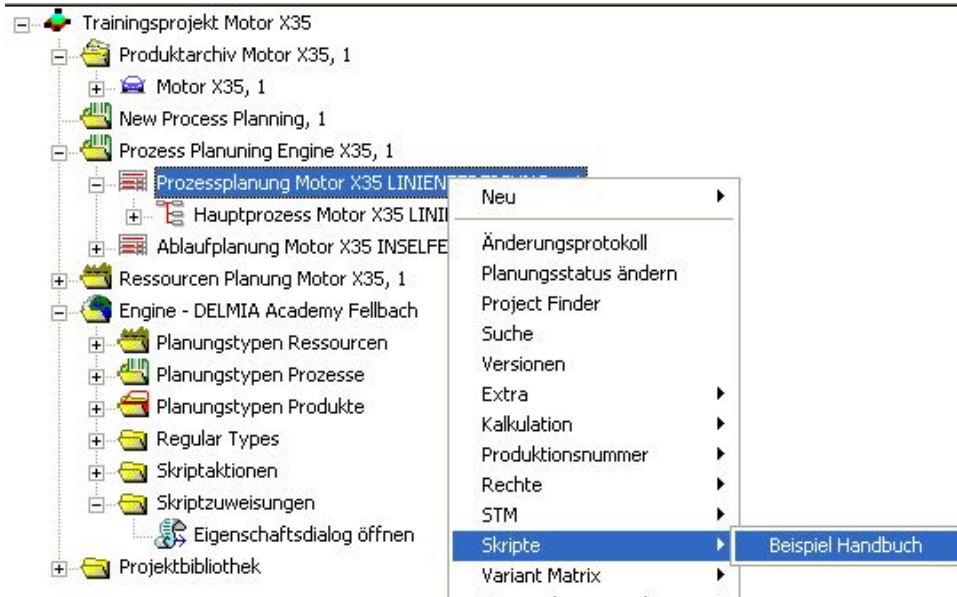 Trainingsprojekt Motor X35
Produktarchiv Motor X35, 1
Motor X35, 1
New Process Planning, 1
Prozess Planuning Engine X35, 1
Prozessplanung Motor X35
Hauptprozess Motor X35
Ablaufplanung Motor X35
Ressourcen Planung Motor X35, 1
Engine - DELMIA Academy Fellbach
Planungstypen Ressourcen
Planungstypen Prozesse
Planungstypen Produkte
Regular Types
Skriptaktionen
Skriptzuweisungen
Eigenschaftsdialog öffnen
Projektbibliothek
Neu
Änderungsprotokoll
Planungsstatus ändern
Project Finder
Suche
Versionen
Extra
Kalkulation
Produktionsnummer
Rechte
STM
Skripte
Variant Matrix
Beispiel Handbuch